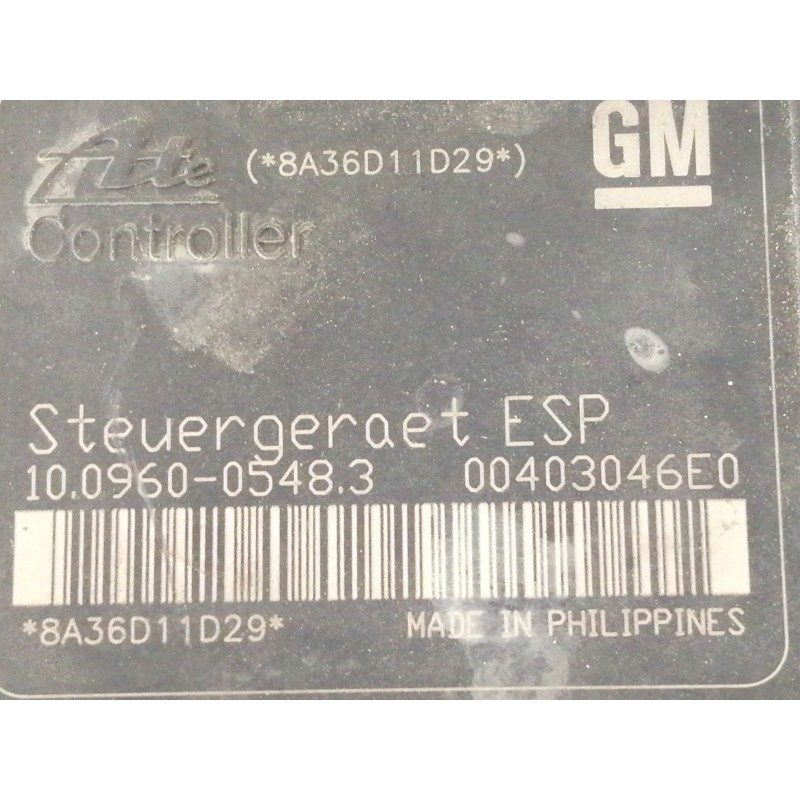 Ate (*8A36D11D29*) GM
Controller
Steuergeraet ESP
10.0960-0548.3 00403046E0
*8A36D11D29* MADE IN PHILIPPINES